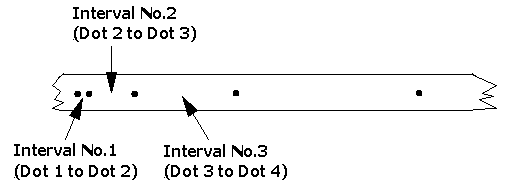 Interval No.2
(Dot 2 to Dot 3)
Interval No.1
(Dot 1 to Dot 2)
Interval No.3
(Dot 3 to Dot 4)